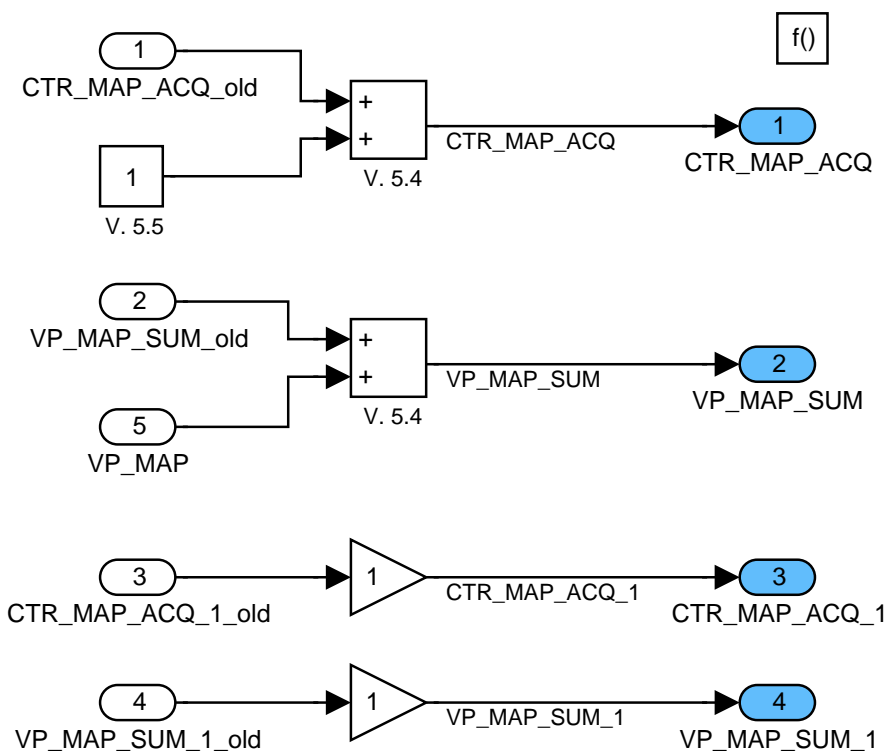 1
CTR_MAP_ACQ_old
f()
+
+
V. 5.4
CTR_MAP_ACQ
1
CTR_MAP_ACQ
1
V. 5.5
2
VP_MAP_SUM_old
+
+
V. 5.4
VP_MAP_SUM
2
VP_MAP_SUM
5
VP_MAP
3
CTR_MAP_ACQ_1_old
1
CTR_MAP_ACQ_1
3
CTR_MAP_ACQ_1
4
VP_MAP_SUM_1_old
1
VP_MAP_SUM_1
4
VP_MAP_SUM_1